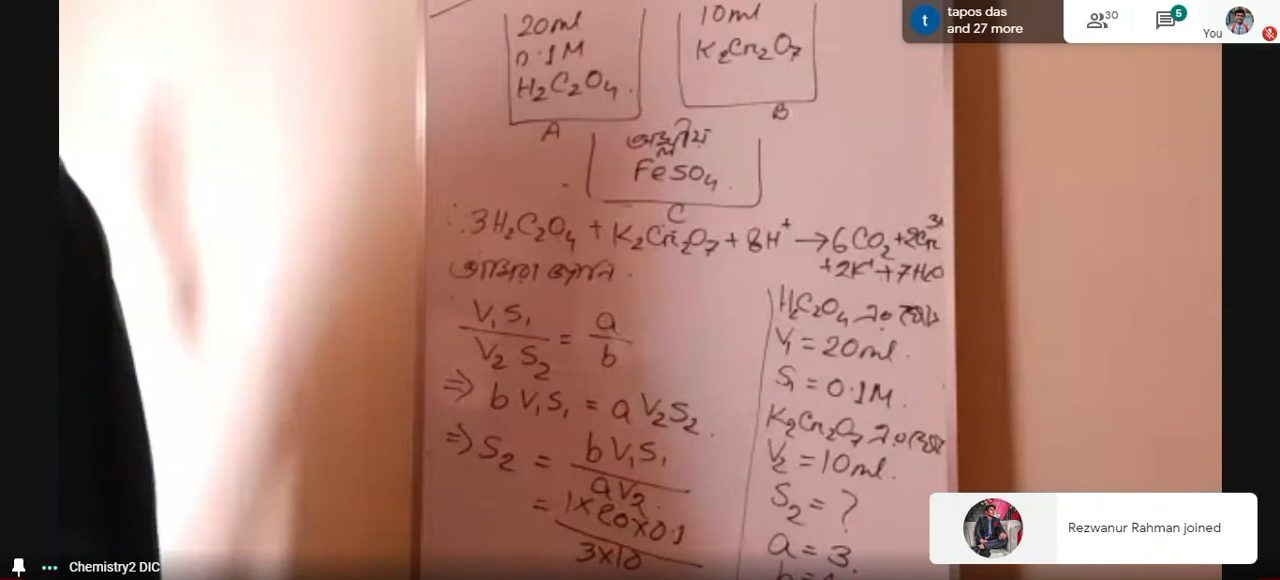 tapos das
and 27 more
30
5
You
t
20ml
0.1M
H₂C₂O₄.
A
10ml
K₂Cr₂O₇
B
অম্লীয়
FeSO₄.
C
∴ 3H₂C₂O₄ + K₂Cr₂O₇ + 8H⁺ → 6CO₂ + 2Cr³⁺
+ 2K⁺ + 7H₂O
আমরা জানি.
V₁S₁ / V₂S₂ = a / b
⇒ bV₁S₁ = aV₂S₂.
⇒ S₂ = bV₁S₁ / aV₂
= 1×20×0.1 / 3×10
H₂C₂O₄
V₁ = 20ml.
S₁ = 0.1M.
K₂Cr₂O₇
V₂ = 10ml.
S₂ = ?
a = 3.
Rezwanur Rahman joined
Chemistry2 DIC